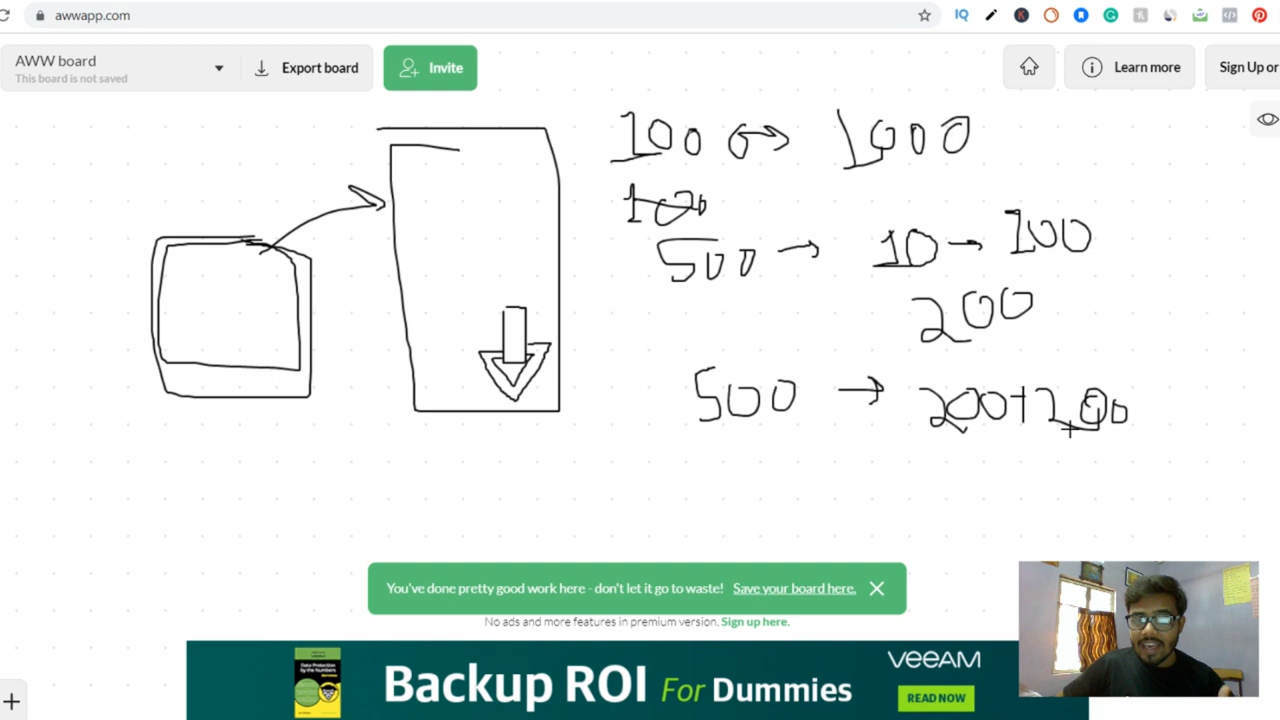 awwapp.com
AWW board
This board is not saved
Export board
Invite
Learn more
Sign Up or
100 ↔ 1000
100
500 → 10 → 100
200
500 → 200+200
You've done pretty good work here - don't let it go to waste! Save your board here.
No ads and more features in premium version. Sign up here.
Backup ROI For Dummies
VEEAM
READ NOW